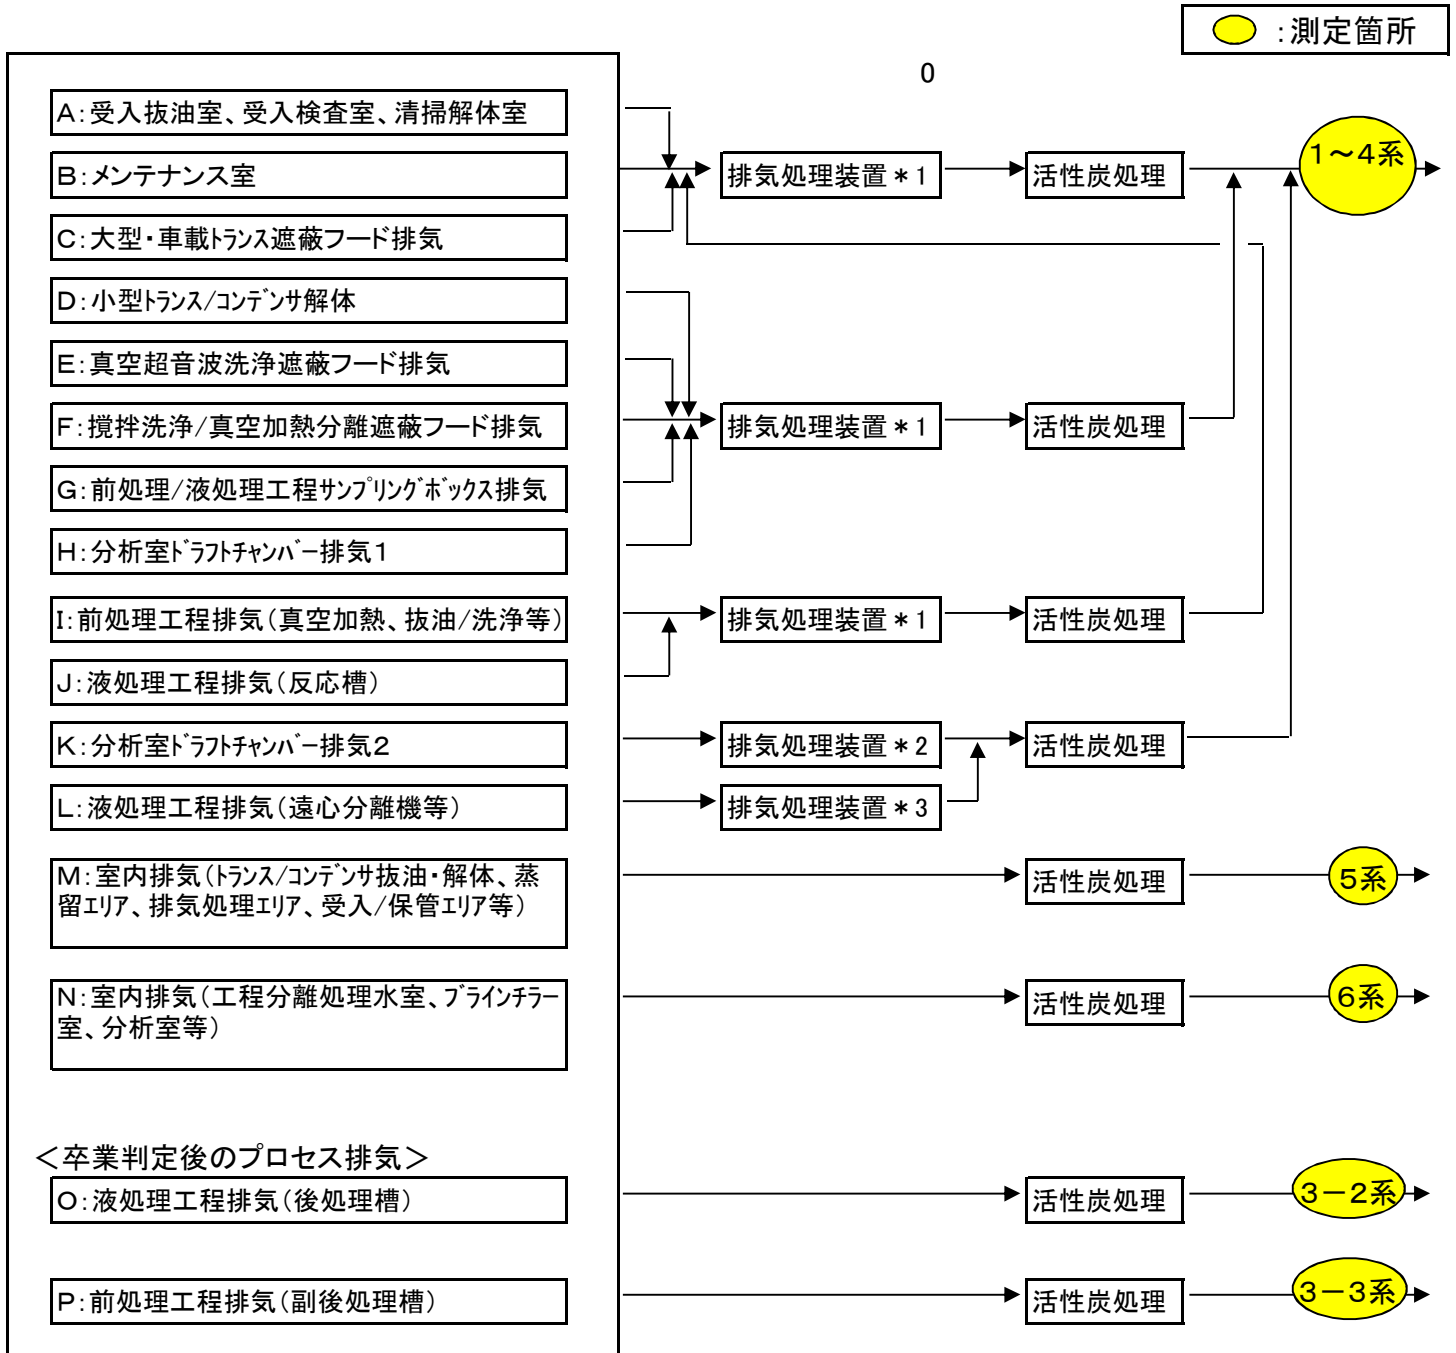 ：測定箇所
0
A：受入抜油室、受入検査室、清掃解体室
1～4系
B：メンテナンス室
排気処理装置＊1
活性炭処理
C：大型・車載ﾄﾗﾝｽ遮蔽フード排気
D：小型ﾄﾗﾝｽ/ｺﾝﾃﾞﾝｻ解体
E：真空超音波洗浄遮蔽フード排気
F：撹拌洗浄/真空加熱分離遮蔽フード排気
排気処理装置＊1
活性炭処理
G：前処理/液処理工程ｻﾝﾌﾟﾘﾝｸﾞﾎﾞｯｸｽ排気
H：分析室ﾄﾞﾗﾌﾄﾁｬﾝﾊﾞｰ排気1
I：前処理工程排気（真空加熱、抜油/洗浄等）
排気処理装置＊1
活性炭処理
J：液処理工程排気（反応槽）
K：分析室ﾄﾞﾗﾌﾄﾁｬﾝﾊﾞｰ排気2
排気処理装置＊2
活性炭処理
L：液処理工程排気（遠心分離機等）
排気処理装置＊3
M：室内排気（ﾄﾗﾝｽ/ｺﾝﾃﾞﾝｻ抜油・解体、蒸
留ｴﾘｱ、排気処理ｴﾘｱ、受入/保管ｴﾘｱ等）
活性炭処理
5系
N：室内排気（工程分離処理水室、ﾌﾞﾗｲﾝﾁﾗｰ
室、分析室等）
活性炭処理
6系
＜卒業判定後のプロセス排気＞
O：液処理工程排気（後処理槽）
活性炭処理
3－2系
P：前処理工程排気（副後処理槽）
活性炭処理
3－3系